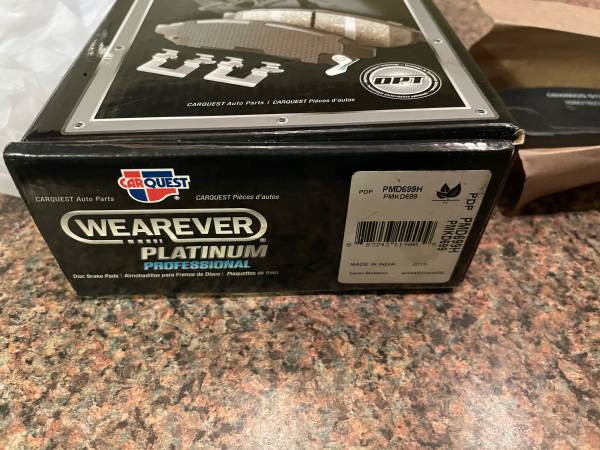 OPT
CARQUEST Auto Parts | CARQUEST Pièces d'autos
CARQUEST
CARQUEST Auto Parts
CARQUEST Pièces d'autos
WEAREVER
PLATINUM
PROFESSIONAL
Disc Brake Pads | Almohadillas para Frenos de Disco | Plaquettes de frein
PDP PMD699H
PMKD699
MADE IN INDIA
PDP PMD699H
PMKD699